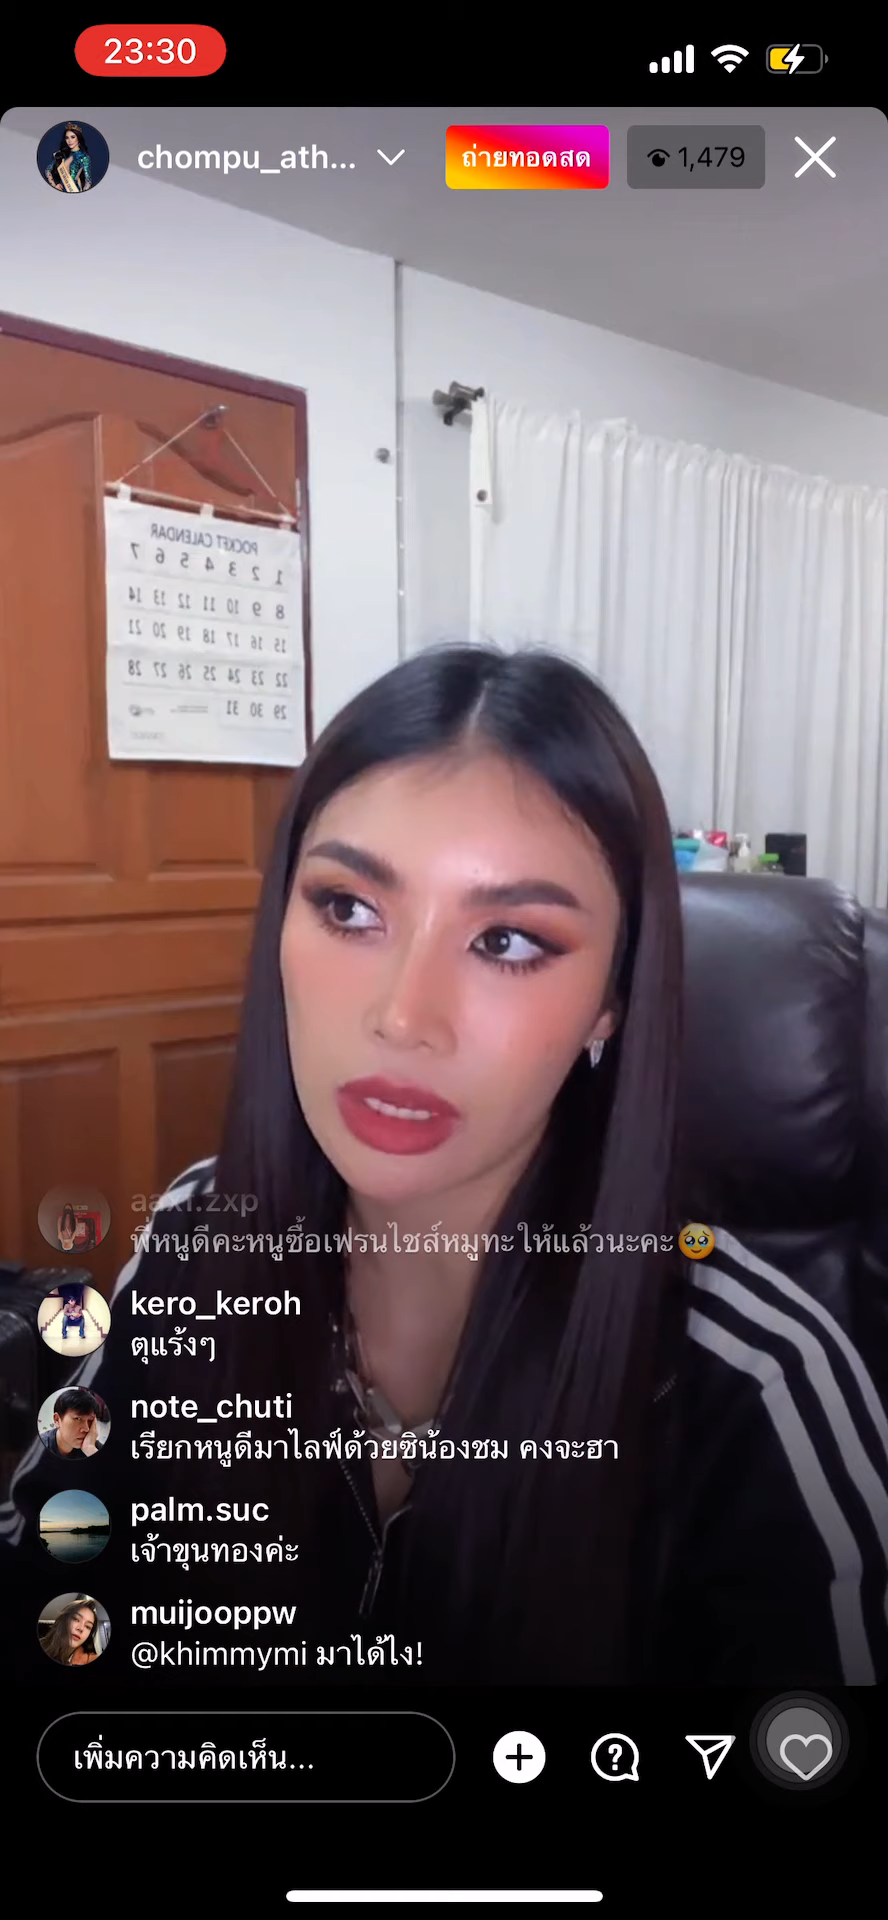 23:30
chompu_ath...
ถ่ายทอดสด
1,479
POCKET CALENDAR
1 2 3 4 5 6 7
8 9 10 11 12 13 14
15 16 17 18 19 20 21
22 23 24 25 26 27 28
29 30 31
aaxf.zxp
พี่หนูดีคะหนูซื้อเฟรนไชส์หมูทะให้แล้วนะคะ🥹
kero_keroh
ตุแร้งๆ
note_chuti
เรียกหนูดีมาไลฟ์ด้วยซิน้องชม คงจะฮา
palm.suc
เจ้าขุนทองค่ะ
muijooppw
@khimmymi มาได้ไง!
เพิ่มความคิดเห็น...